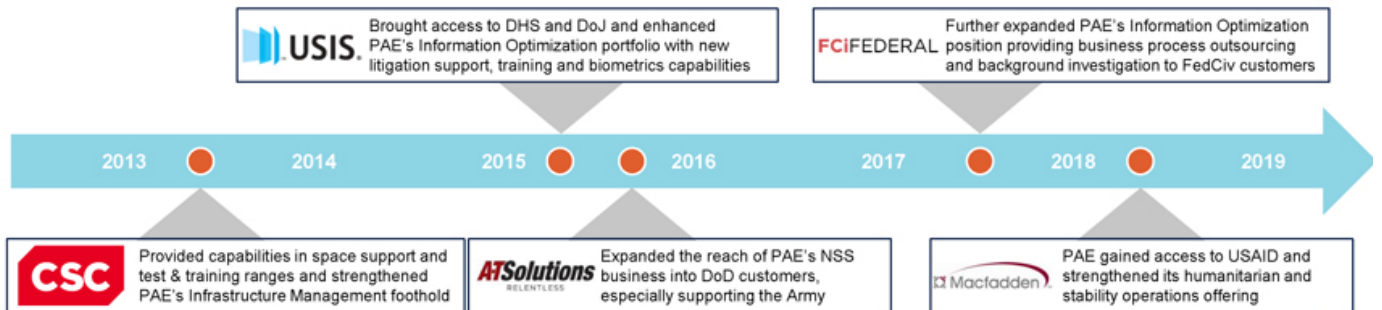 USIS.
Brought access to DHS and DoJ and enhanced
PAE's Information Optimization portfolio with new
litigation support, training and biometrics capabilities
FCiFEDERAL
Further expanded PAE's Information Optimization
position providing business process outsourcing
and background investigation to FedCiv customers
2013 2014 2015 2016 2017 2018 2019
CSC
Provided capabilities in space support and
test & training ranges and strengthened
PAE's Infrastructure Management foothold
A-TSolutions
RELENTLESS
Expanded the reach of PAE's NSS
business into DoD customers,
especially supporting the Army
Macfadden
PAE gained access to USAID and
strengthened its humanitarian and
stability operations offering